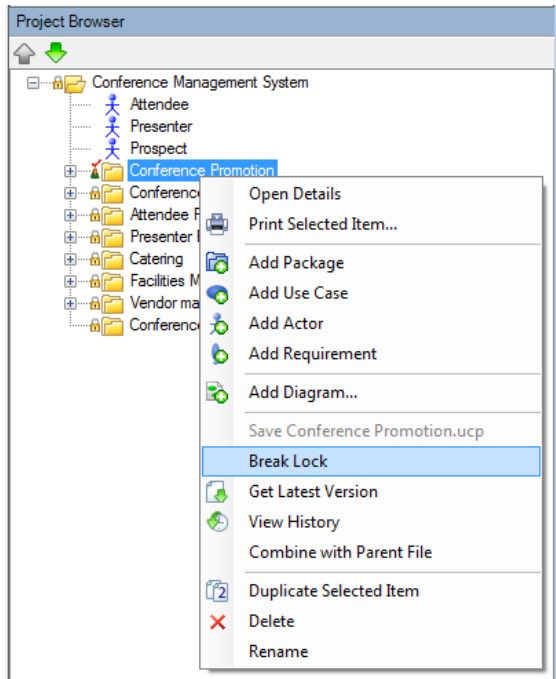 Project Browser
Conference Management System
Attendee
Presenter
Prospect
Conference Promotion
Conference
Attendee
Presenter
Catering
Facilities M
Vendor ma
Conference
Open Details
Print Selected Item...
Add Package
Add Use Case
Add Actor
Add Requirement
Add Diagram...
Save Conference Promotion.ucp
Break Lock
Get Latest Version
View History
Combine with Parent File
2 Duplicate Selected Item
Delete
Rename